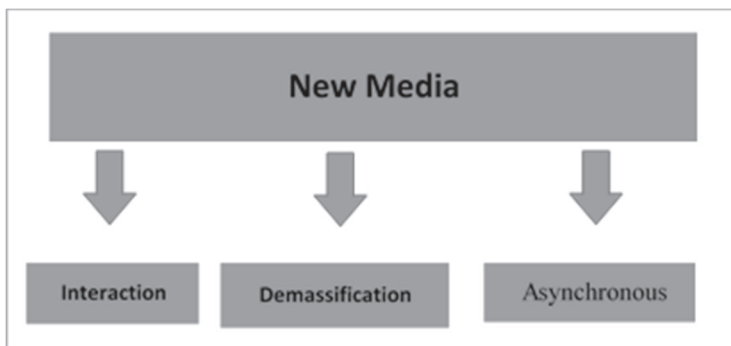 New Media
Interaction
Demassification
Asynchronous